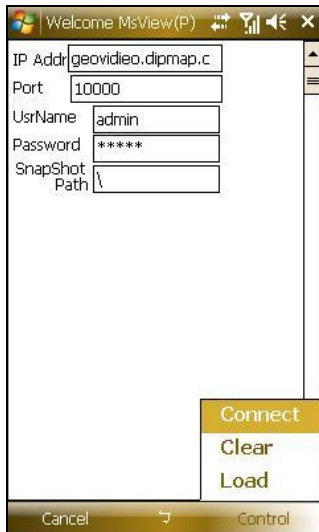 Welcome MsView(P)
IP Addr geovidieo.dipmap.c
Port 10000
UsrName admin
Password *****
SnapShot
Path \
Connect
Clear
Load
Cancel Control